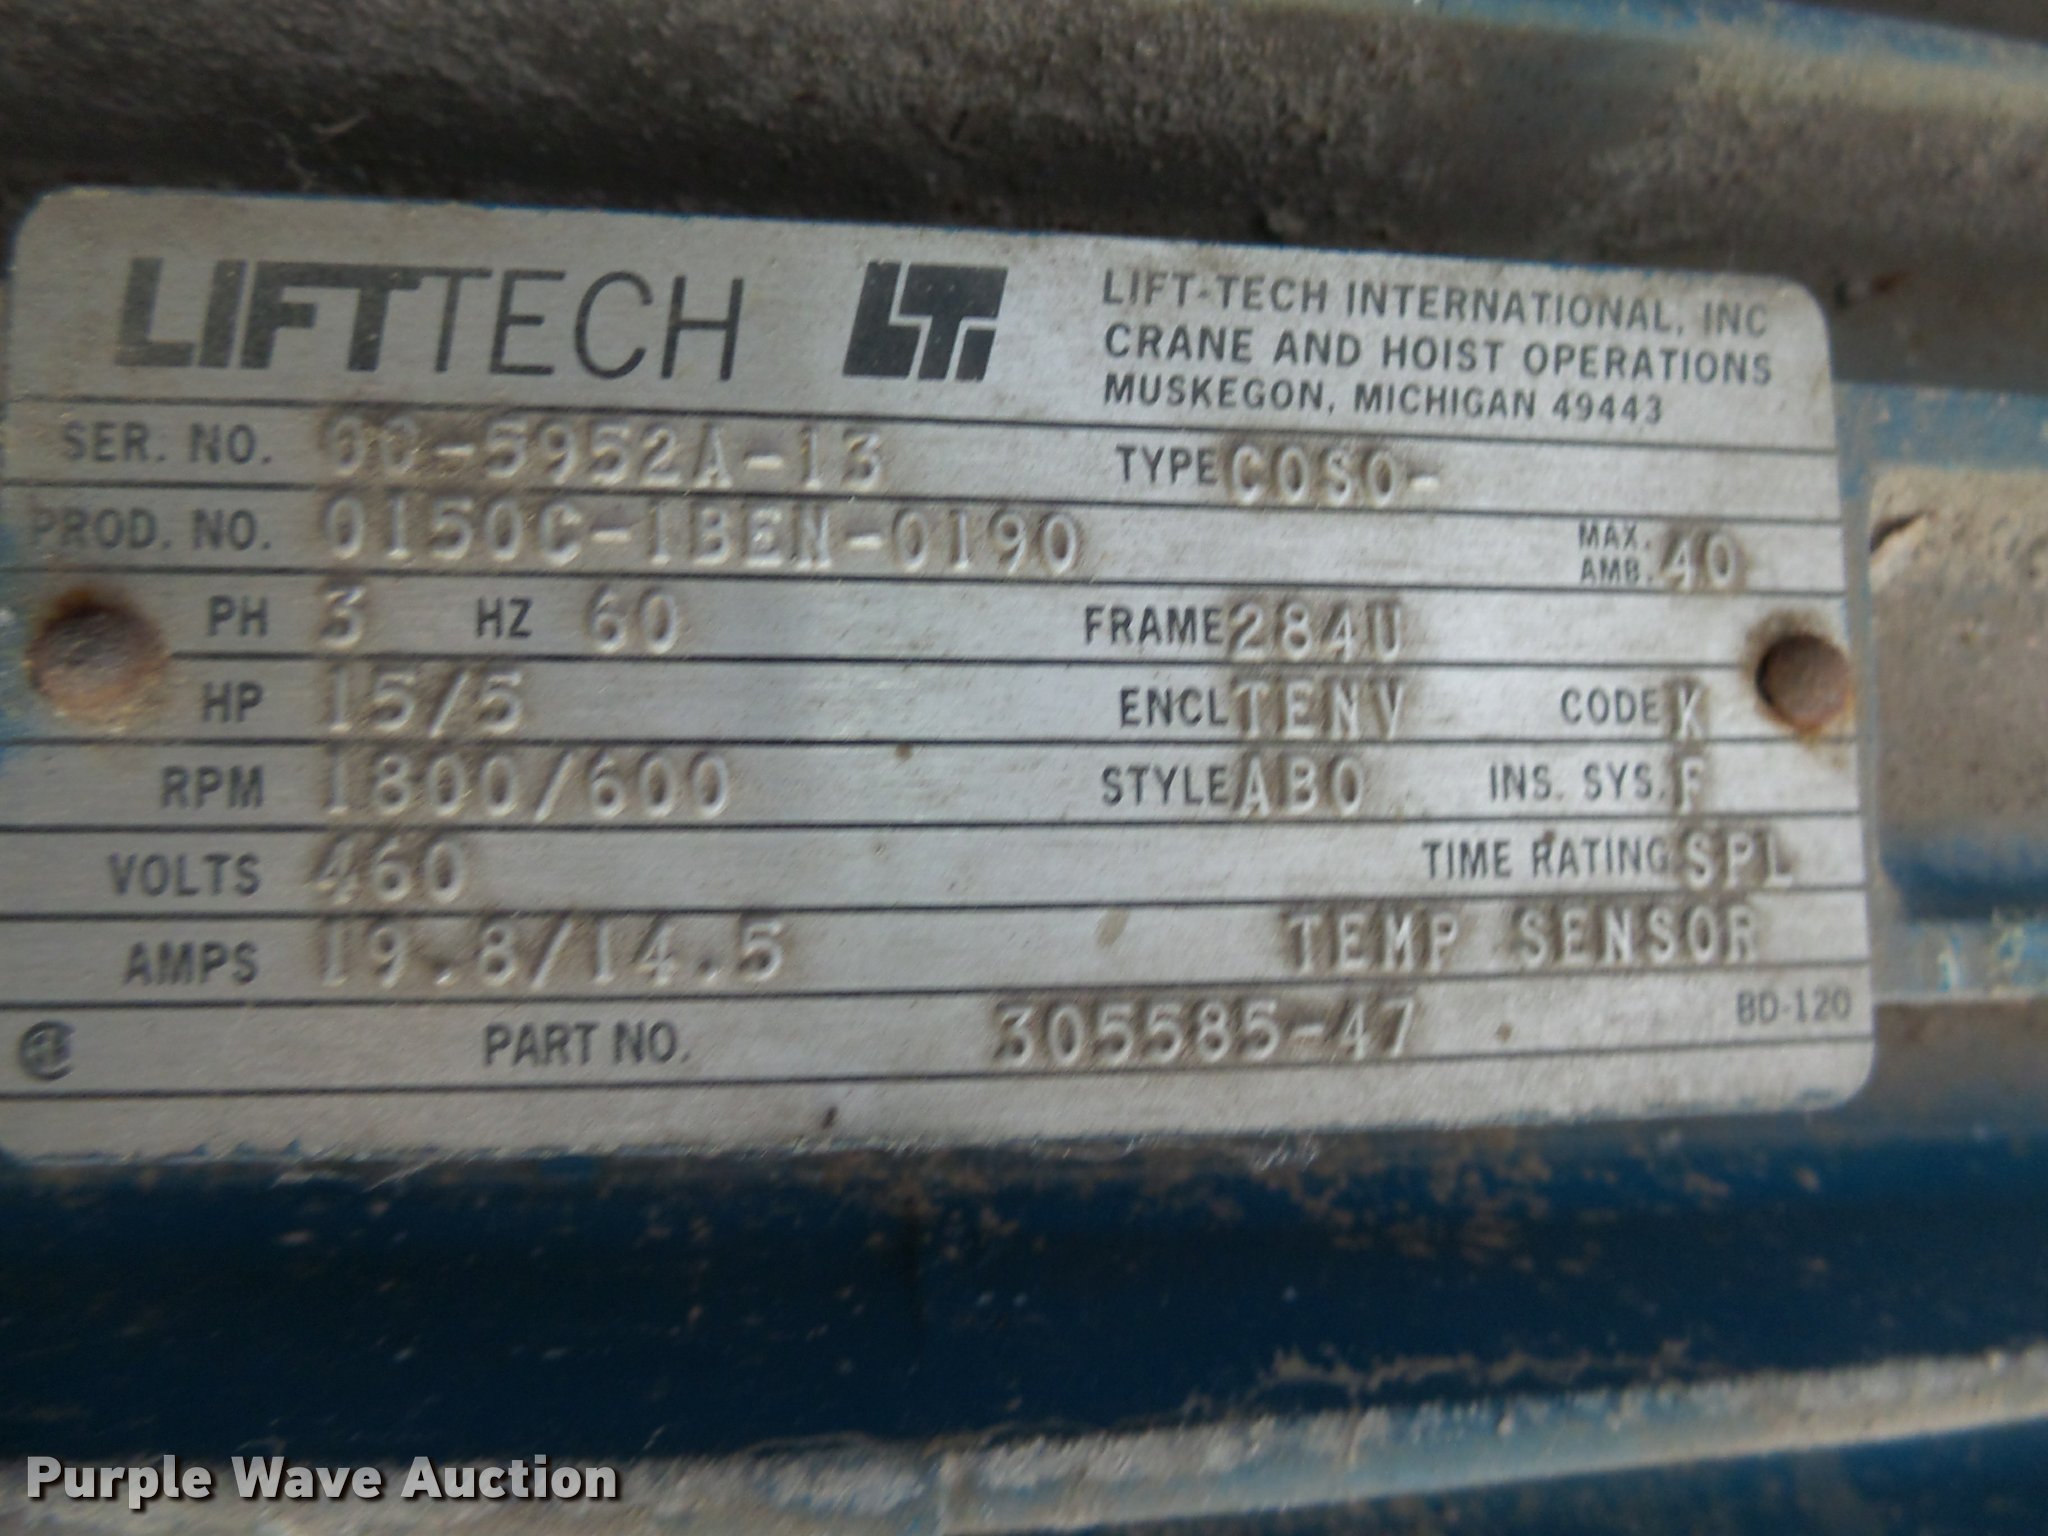 LIFTTECH LT LIFT-TECH INTERNATIONAL, INC
CRANE AND HOIST OPERATIONS
MUSKEGON, MICHIGAN 49443
SER. NO. TYPE COSO-
PROD. NO. 0150C-1BEN-0190 MAX. AMB. 40
PH 3 HZ 60 FRAME 284U
HP 15/5 ENCL TENV CODE K
RPM 1800/600 STYLE ABO INS. SYS. F
VOLTS 460 TIME RATING SPL
AMPS 19.8/14.5 TEMP SENSOR
PART NO. 305585-47 BD-120
Purple Wave Auction